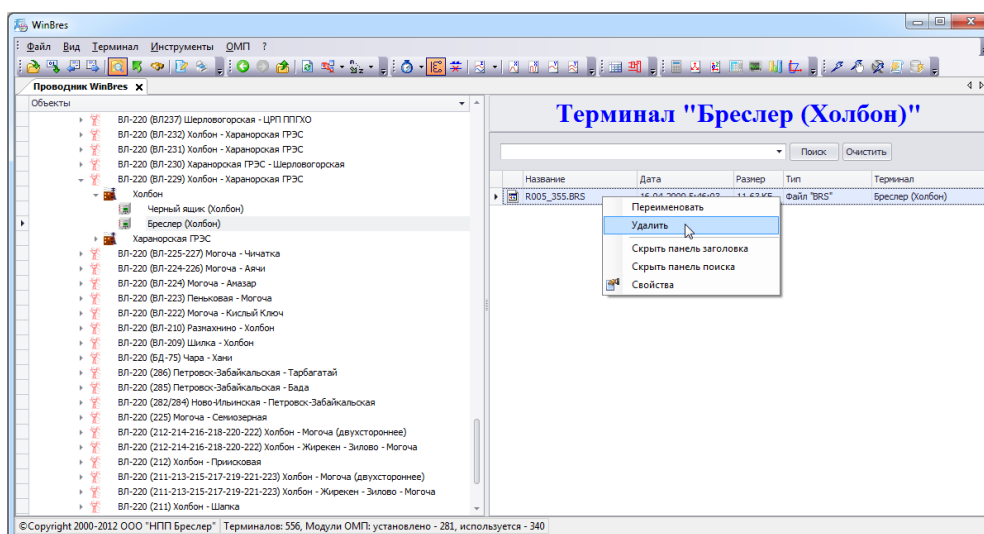 WinBres
Файл Вид Терминал Инструменты ОМП ?
Проводник WinBres
Объекты
ВЛ-220 (ВЛ237) Шерловогорская - ЦРП ППГХО
ВЛ-220 (ВЛ-232) Холбон - Харанорская ГРЭС
ВЛ-220 (ВЛ-231) Холбон - Харанорская ГРЭС
ВЛ-220 (ВЛ-230) Харанорская ГРЭС - Шерловогорская
ВЛ-220 (ВЛ-229) Холбон - Харанорская ГРЭС
Холбон
Черный ящик (Холбон)
Бреслер (Холбон)
Харанорская ГРЭС
ВЛ-220 (ВЛ-225-227) Могоча - Чичатка
ВЛ-220 (ВЛ-224-226) Могоча - Аячи
ВЛ-220 (ВЛ-224) Могоча - Амазар
ВЛ-220 (ВЛ-223) Пеньковая - Могоча
ВЛ-220 (ВЛ-222) Могоча - Кислый Ключ
ВЛ-220 (ВЛ-210) Размахнино - Холбон
ВЛ-220 (ВЛ-209) Шилка - Холбон
ВЛ-220 (БД-75) Чара - Хани
ВЛ-220 (286) Петровск-Забайкальская - Тарбагатай
ВЛ-220 (285) Петровск-Забайкальская - Бада
ВЛ-220 (282/284) Ново-Ильинская - Петровск-Забайкальская
ВЛ-220 (225) Могоча - Семиозерная
ВЛ-220 (212-214-216-218-220-222) Холбон - Могоча (двухстороннее)
ВЛ-220 (212-214-216-218-220-222) Холбон - Жирекен - Зилово - Могоча
ВЛ-220 (212) Холбон - Приисковая
ВЛ-220 (211-213-215-217-219-221-223) Холбон - Могоча (двухстороннее)
ВЛ-220 (211-213-215-217-219-221-223) Холбон - Жирекен - Зилово - Могоча
ВЛ-220 (211) Холбон - Шапка
Терминал "Бреслер (Холбон)"
Поиск Очистить
Название Дата Размер Тип Терминал
R005_355.BRS Файл "BRS" Бреслер (Холбон)
Переименовать
Удалить
Скрыть панель заголовка
Скрыть панель поиска
Свойства
©Copyright 2000-2012 ООО "НПП Бреслер" Терминалов: 556, Модули ОМП: установлено - 281, используется - 340